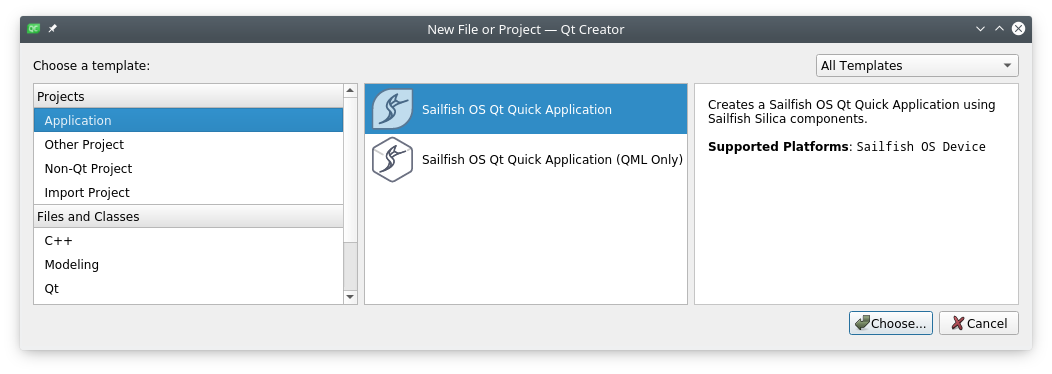 New File or Project — Qt Creator
Choose a template:
All Templates
Projects
Application
Other Project
Non-Qt Project
Import Project
Files and Classes
C++
Modeling
Qt
Sailfish OS Qt Quick Application
Sailfish OS Qt Quick Application (QML Only)
Creates a Sailfish OS Qt Quick Application using
Sailfish Silica components.
Supported Platforms: Sailfish OS Device
Choose...
Cancel